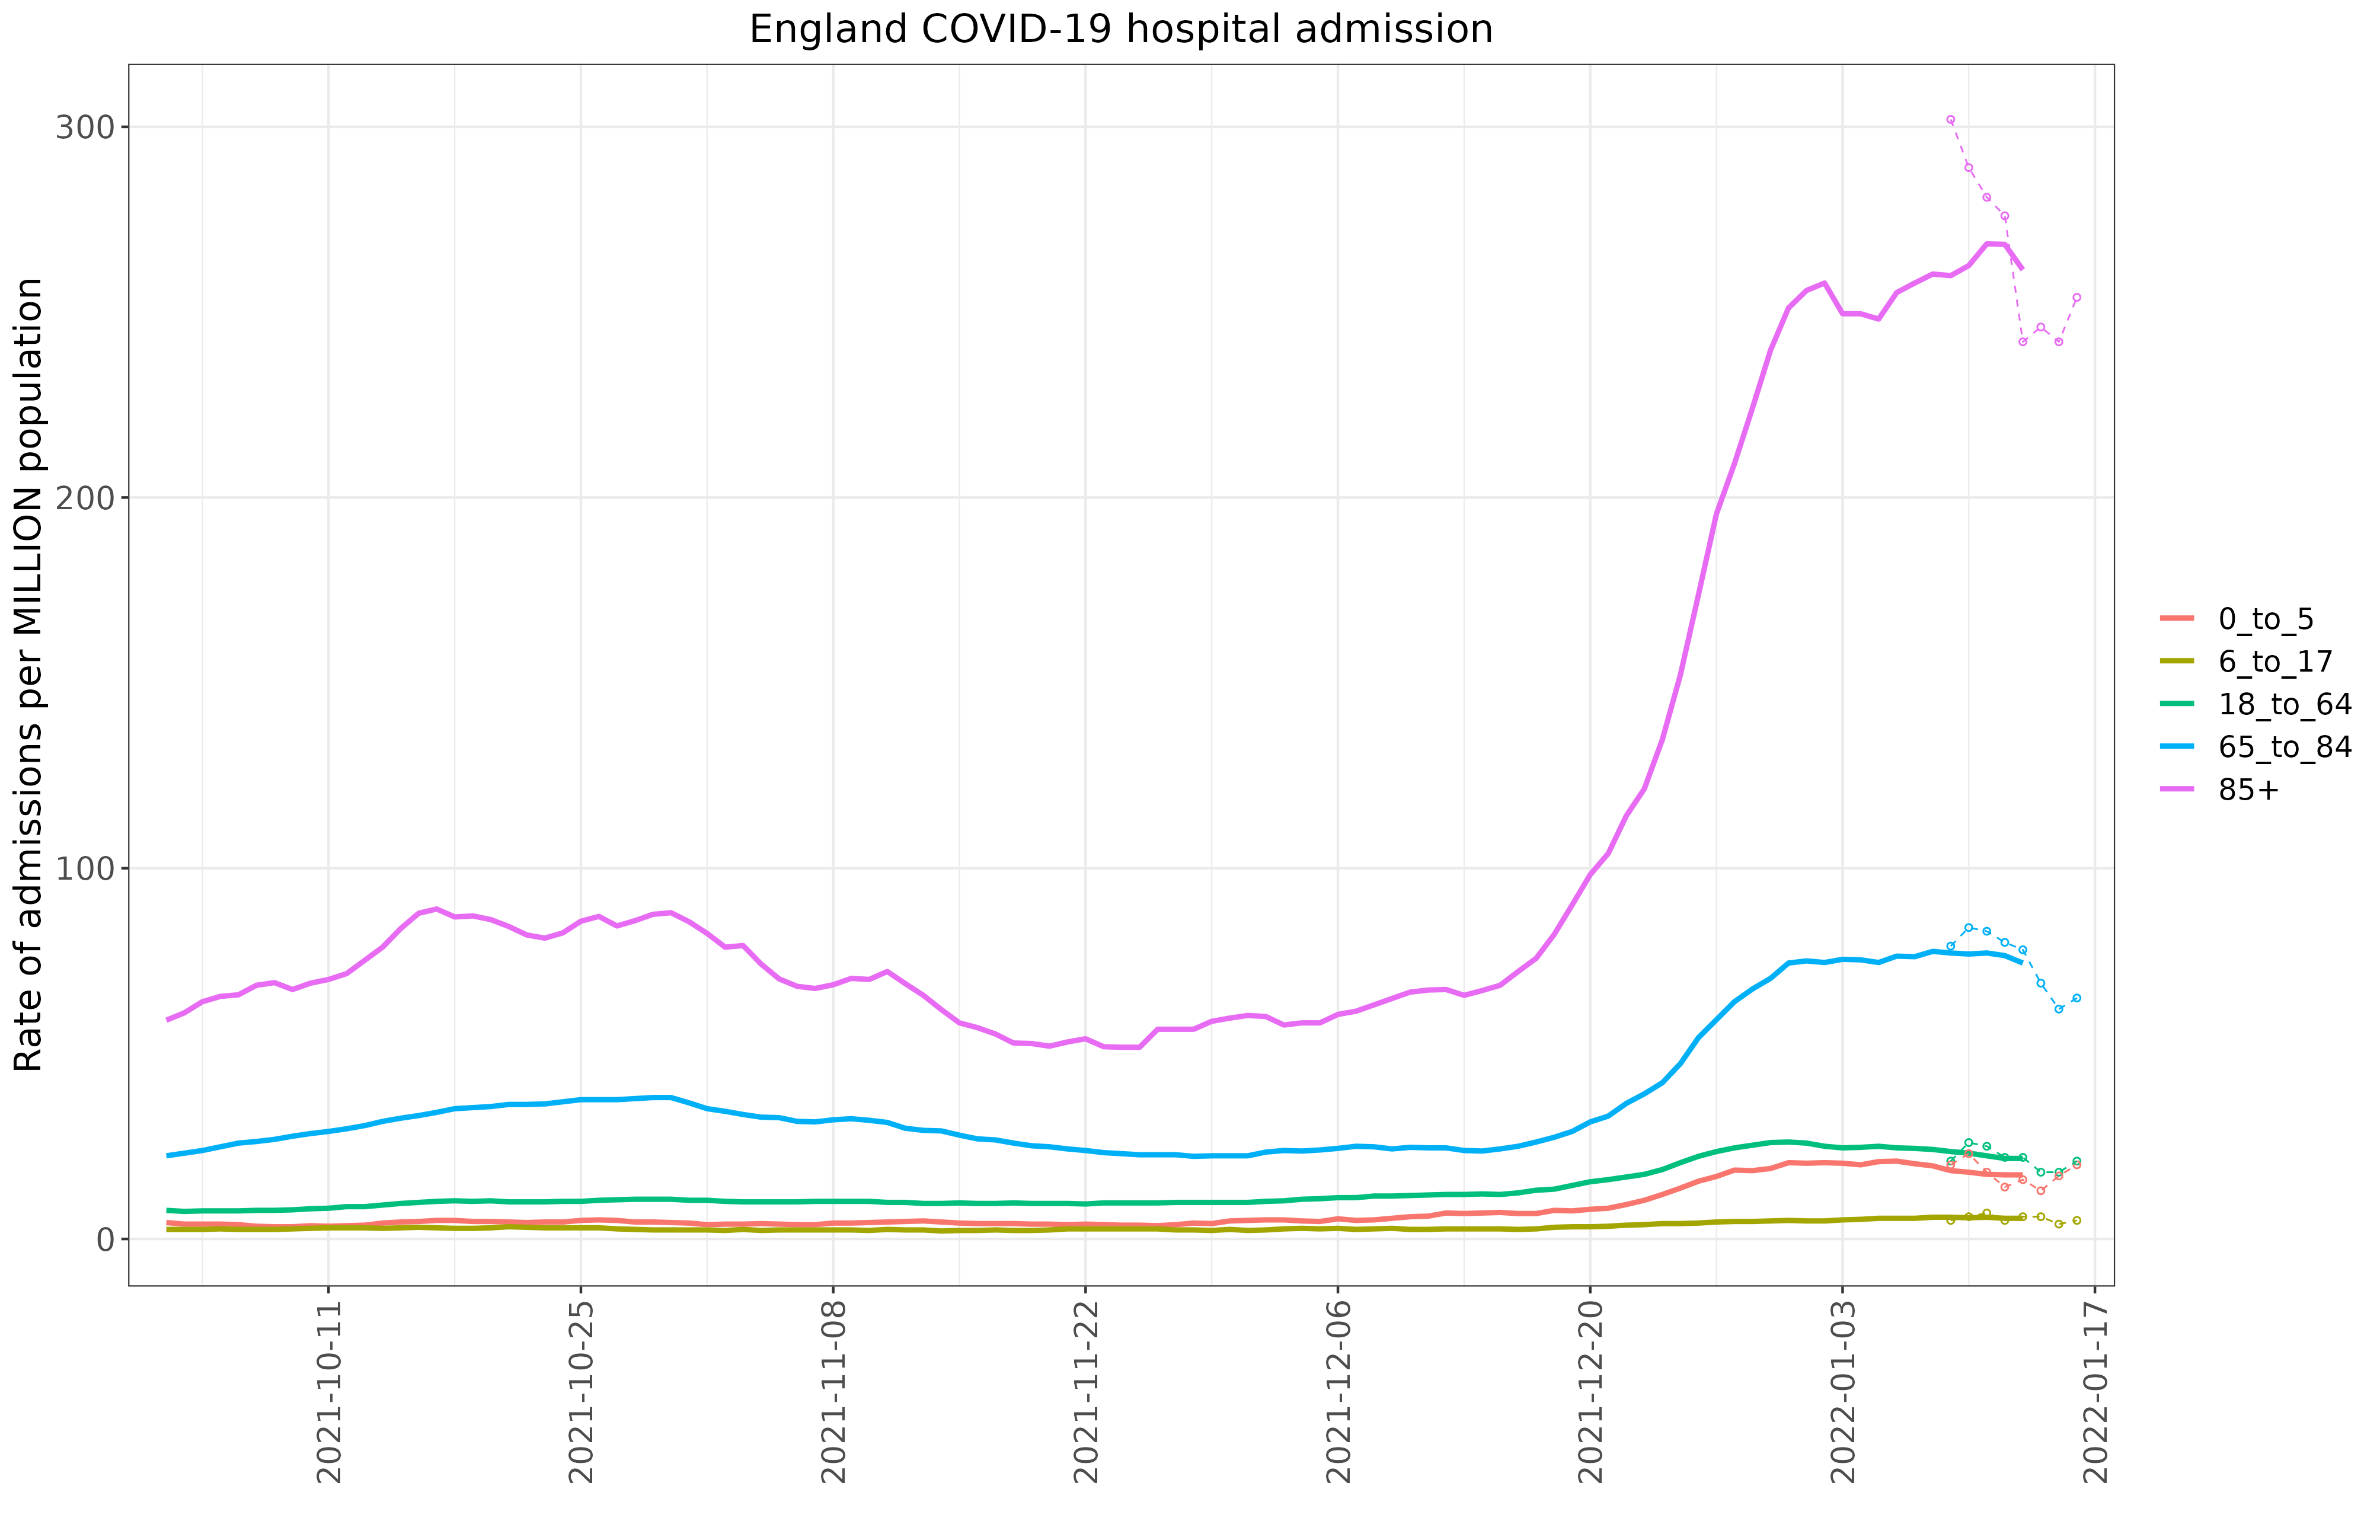 England COVID-19 hospital admission
Rate of admissions per MILLION population
300
200
100
0
2021-10-11
2021-10-25
2021-11-08
2021-11-22
2021-12-06
2021-12-20
2022-01-03
2022-01-17
0_to_5
6_to_17
18_to_64
65_to_84
85+